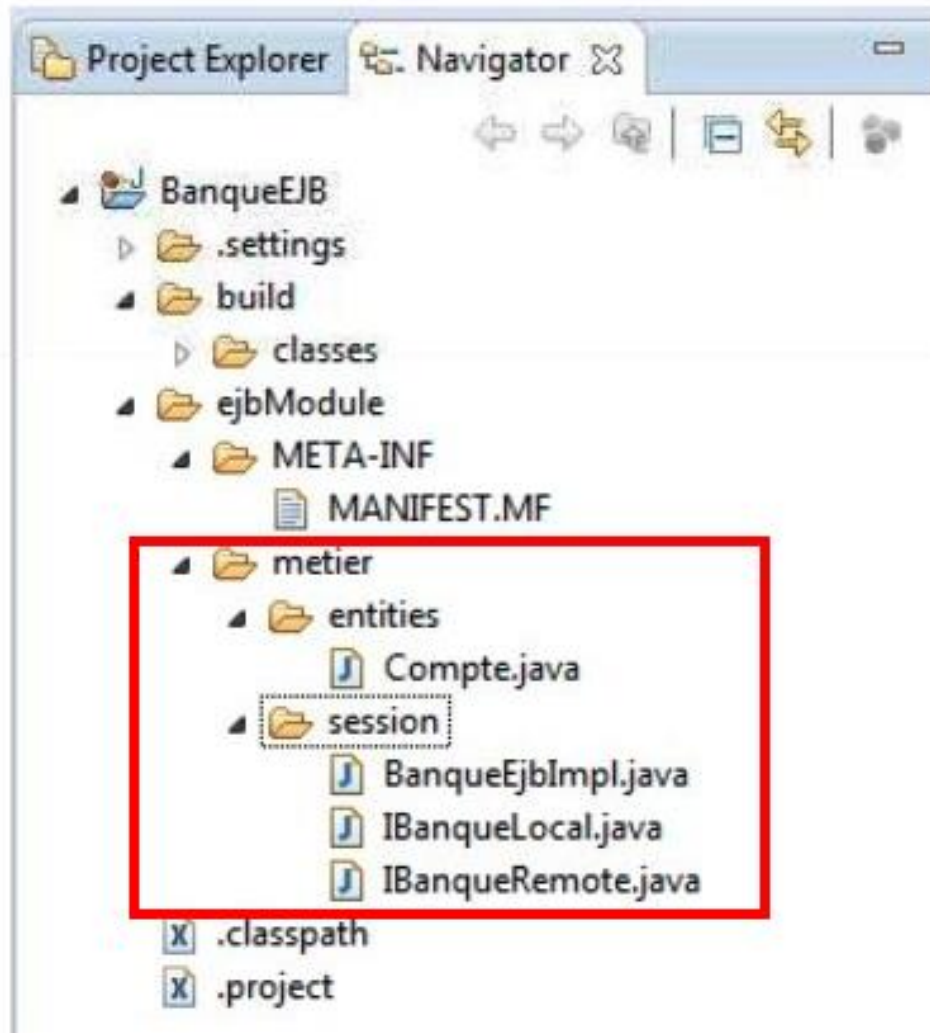 Project Explorer Navigator
BanqueEJB
.settings
build
classes
ejbModule
META-INF
MANIFEST.MF
metier
entities
Compte.java
session
BanqueEjbImpl.java
IBanqueLocal.java
IBanqueRemote.java
.classpath
.project